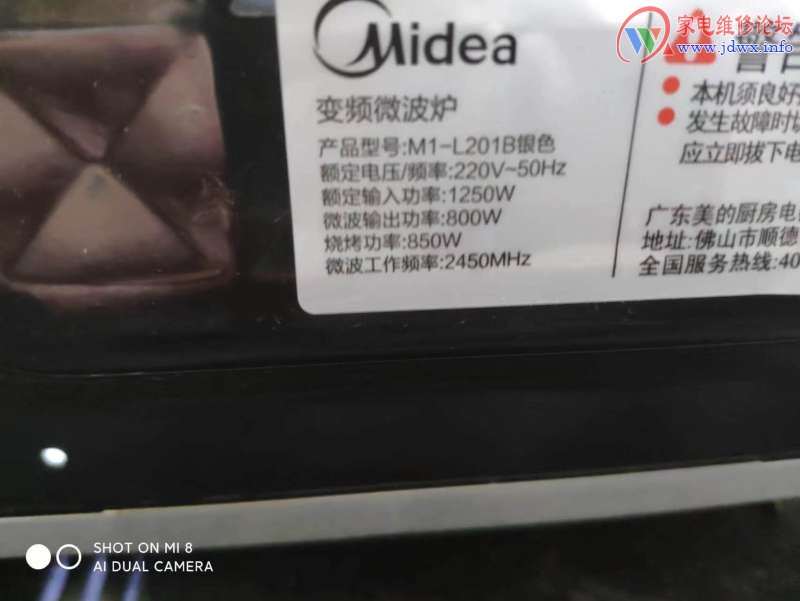 Midea
变频微波炉
产品型号:M1-L201B银色
额定电压/频率:220V~50Hz
额定输入功率:1250W
微波输出功率:800W
烧烤功率:850W
微波工作频率:2450MHz
家电维修论坛
www.jdwx.info
警告
本机须良好
发生故障时切
应立即拔下电
广东美的厨房电
地址:佛山市顺德
全国服务热线:40
SHOT ON MI 8
AI DUAL CAMERA